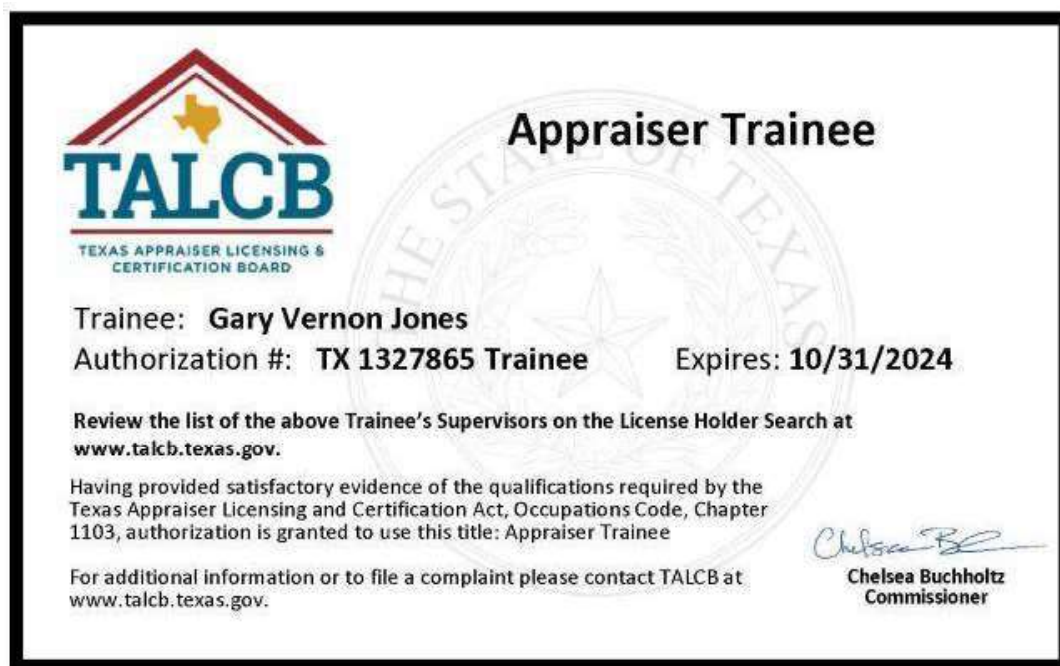 Appraiser Trainee
THE STATE OF TEXAS
TALCB
TEXAS APPRAISER LICENSING &
CERTIFICATION BOARD
Trainee: Gary Vernon Jones
Authorization #: TX 1327865 Trainee Expires: 10/31/2024
Review the list of the above Trainee's Supervisors on the License Holder Search at
www.talcb.texas.gov.
Having provided satisfactory evidence of the qualifications required by the
Texas Appraiser Licensing and Certification Act, Occupations Code, Chapter
1103, authorization is granted to use this title: Appraiser Trainee
For additional information or to file a complaint please contact TALCB at
www.talcb.texas.gov.
Chelsea Buchholtz
Commissioner